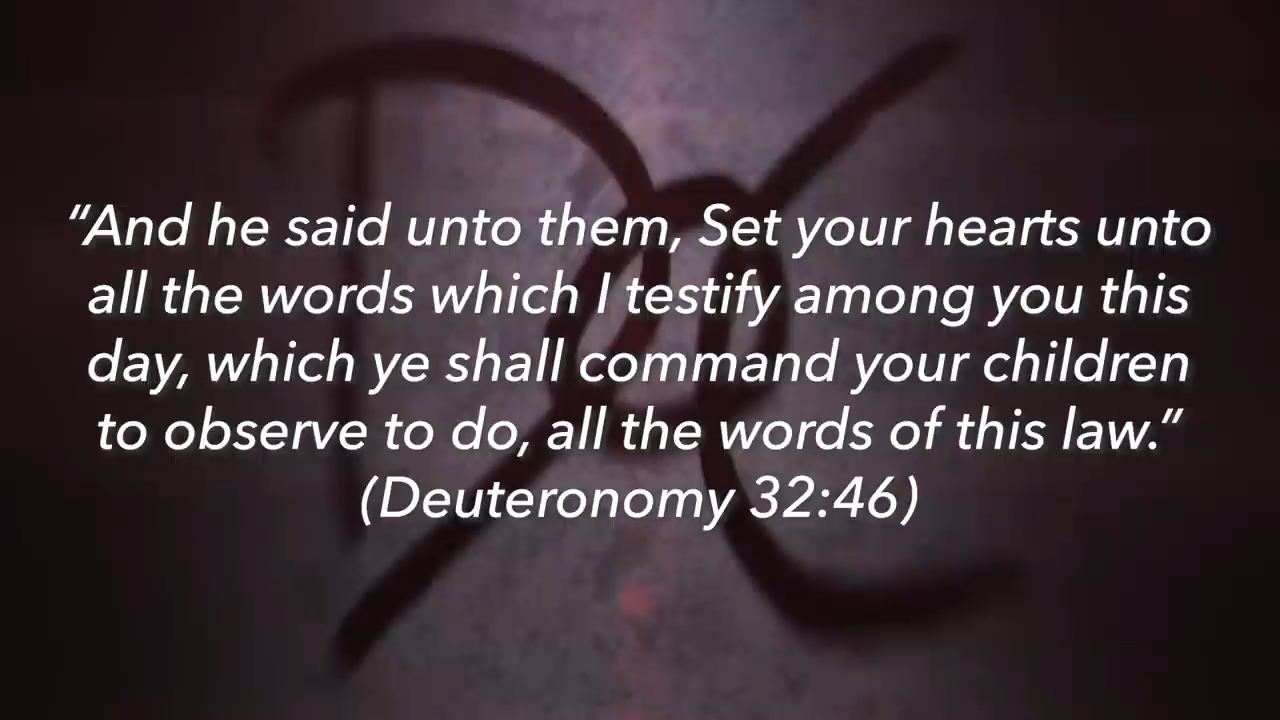 “And he said unto them, Set your hearts unto
all the words which I testify among you this
day, which ye shall command your children
to observe to do, all the words of this law.”
(Deuteronomy 32:46)